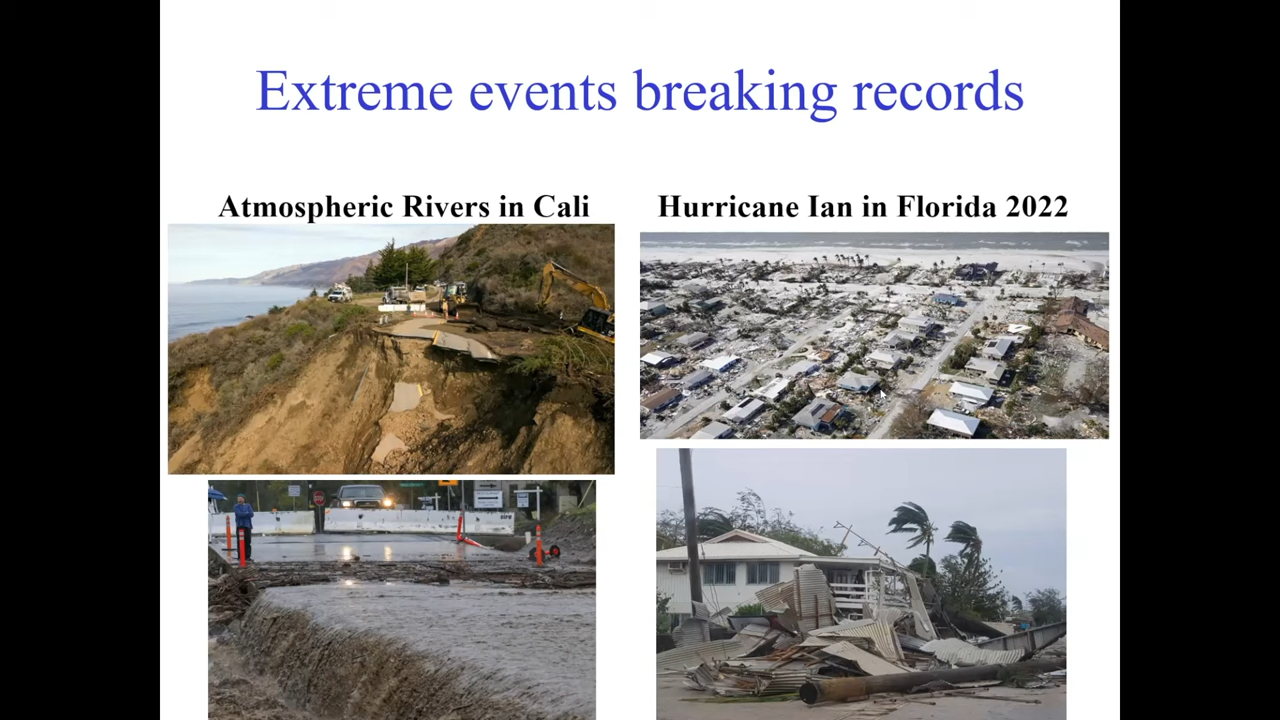 Extreme events breaking records
Atmospheric Rivers in Cali
Hurricane Ian in Florida 2022